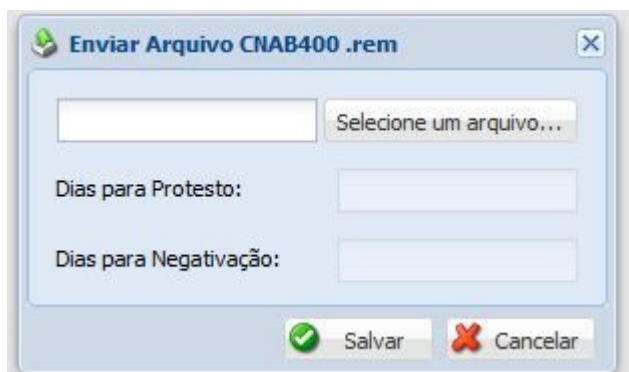 Enviar Arquivo CNAB400 .rem
Selecione um arquivo...
Dias para Protesto:
Dias para Negativação:
Salvar Cancelar